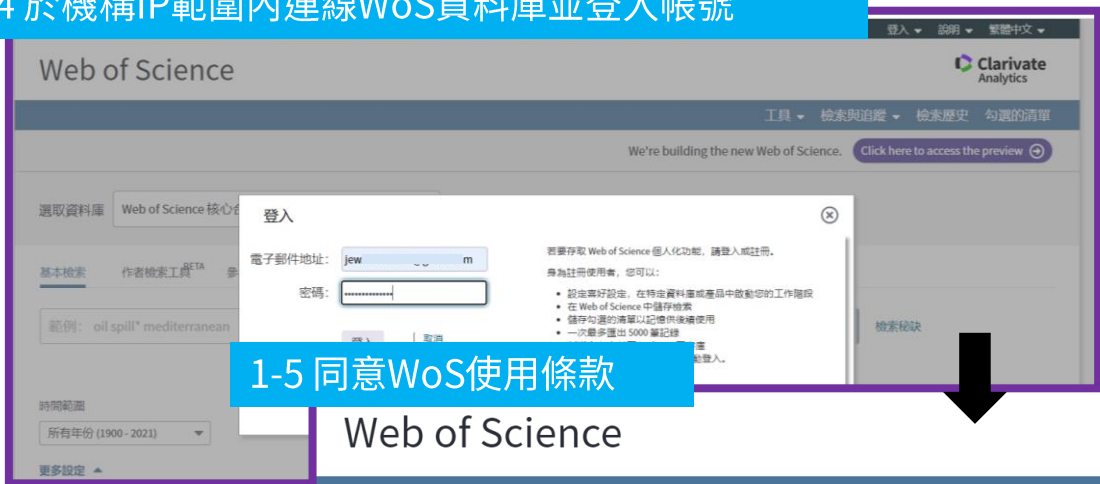 4 於機構IP範圍內連線WoS資料庫並登入帳號
登入 說明 繁體中文
Web of Science
Clarivate
Analytics
工具 檢索與追蹤 檢索歷史 勾選的清單
We're building the new Web of Science. Click here to access the preview
選取資料庫 Web of Science 核心
登入
電子郵件地址: jew m
密碼:
若要存取 Web of Science 個人化功能，請登入或註冊。
身為註冊使用者，您可以:
• 設定喜好設定，在特定資料庫或產品中啟動您的工作階段
• 在 Web of Science 中儲存檢索
• 儲存勾選的清單以記憶供後續使用
• 一次最多匯出 5000 筆記錄
動登入。
登入 取消
基本檢索 作者檢索工具 BETA
範例: oil spill* mediterranean
檢索秘訣
1-5 同意WoS使用條款
時間範圍
所有年份 (1900 - 2021)
更多設定
Web of Science